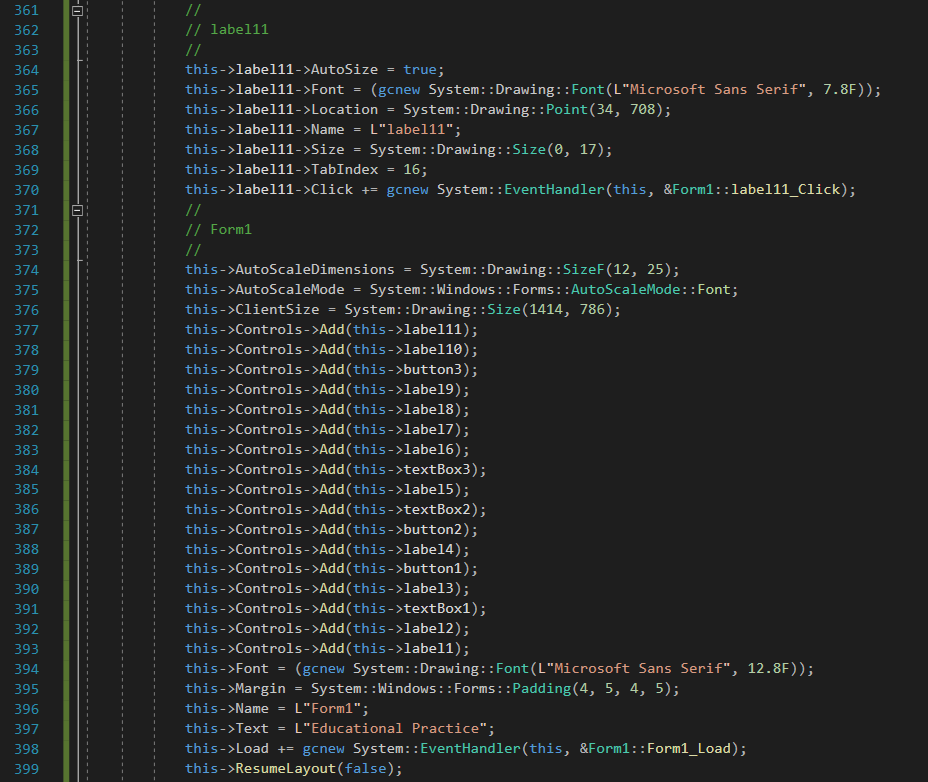 361 //
362 // label11
363 //
364 this->label11->AutoSize = true;
365 this->label11->Font = (gcnew System::Drawing::Font(L"Microsoft Sans Serif", 7.8F));
366 this->label11->Location = System::Drawing::Point(34, 708);
367 this->label11->Name = L"label11";
368 this->label11->Size = System::Drawing::Size(0, 17);
369 this->label11->TabIndex = 16;
370 this->label11->Click += gcnew System::EventHandler(this, &Form1::label11_Click);
371 //
372 // Form1
373 //
374 this->AutoScaleDimensions = System::Drawing::SizeF(12, 25);
375 this->AutoScaleMode = System::Windows::Forms::AutoScaleMode::Font;
376 this->ClientSize = System::Drawing::Size(1414, 786);
377 this->Controls->Add(this->label11);
378 this->Controls->Add(this->label10);
379 this->Controls->Add(this->button3);
380 this->Controls->Add(this->label9);
381 this->Controls->Add(this->label8);
382 this->Controls->Add(this->label7);
383 this->Controls->Add(this->label6);
384 this->Controls->Add(this->textBox3);
385 this->Controls->Add(this->label5);
386 this->Controls->Add(this->textBox2);
387 this->Controls->Add(this->button2);
388 this->Controls->Add(this->label4);
389 this->Controls->Add(this->button1);
390 this->Controls->Add(this->label3);
391 this->Controls->Add(this->textBox1);
392 this->Controls->Add(this->label2);
393 this->Controls->Add(this->label1);
394 this->Font = (gcnew System::Drawing::Font(L"Microsoft Sans Serif", 12.8F));
395 this->Margin = System::Windows::Forms::Padding(4, 5, 4, 5);
396 this->Name = L"Form1";
397 this->Text = L"Educational Practice";
398 this->Load += gcnew System::EventHandler(this, &Form1::Form1_Load);
399 this->ResumeLayout(false);